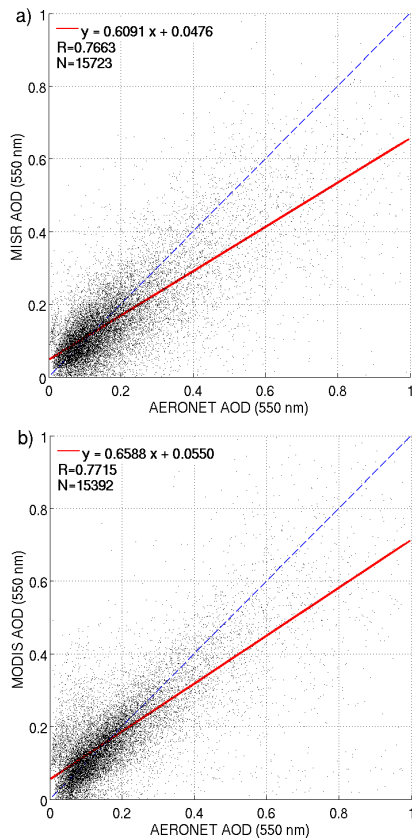 a)
y = 0.6091 x + 0.0476
R=0.7663
N=15723
1
0.8
0.6
0.4
0.2
0
MISR AOD (550 nm)
0 0.2 0.4 0.6 0.8 1
AERONET AOD (550 nm)
b)
y = 0.6588 x + 0.0550
R=0.7715
N=15392
1
0.8
0.6
0.4
0.2
0
MODIS AOD (550 nm)
0 0.2 0.4 0.6 0.8 1
AERONET AOD (550 nm)